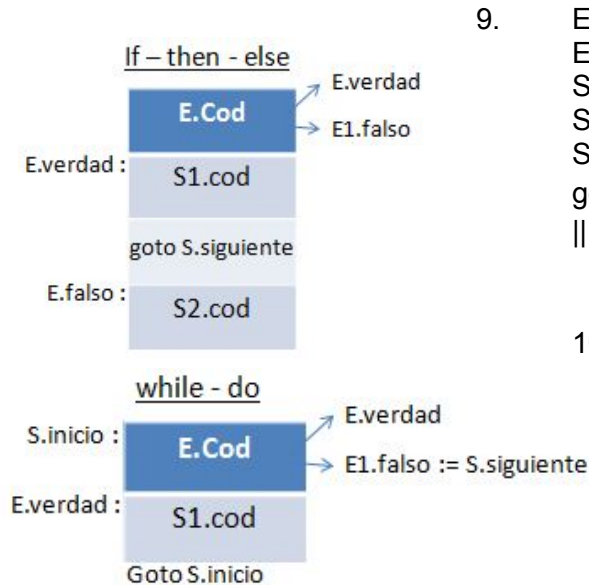 9.
E
E
S
S
S
g
||
1
If – then - else
E.Cod
E.verdad
E1.falso
E.verdad :
S1.cod
goto S.siguiente
E.falso :
S2.cod
while - do
S.inicio :
E.Cod
E.verdad
E1.falso := S.siguiente
E.verdad :
S1.cod
Goto S.inicio